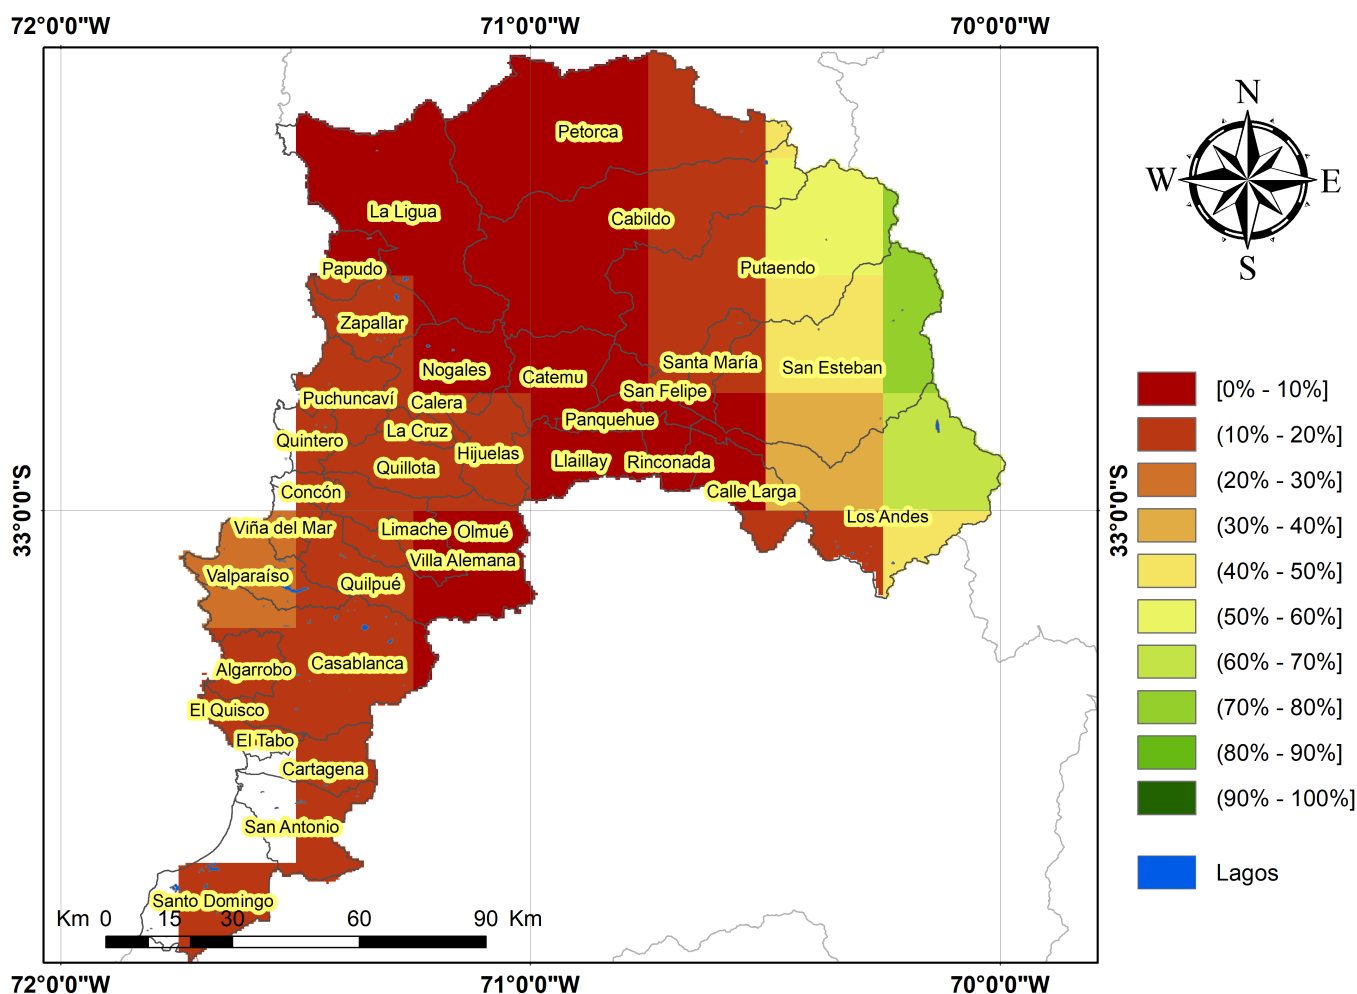 72°0'0"W 71°0'0"W 70°0'0"W
N
W E
S
Petorca
La Ligua
Cabildo
Papudo
Putaendo
Zapallar
Nogales
Catemu
Santa María
San Esteban
San Felipe
Puchuncaví
Calera
Panquehue
La Cruz
Quintero
Hijuelas
Quillota
Llaillay
Rinconada
Concón
Calle Larga
Los Andes
Viña del Mar
Limache
Olmué
Villa Alemana
Valparaíso
Quilpué
Algarrobo
Casablanca
El Quisco
El Tabo
Cartagena
San Antonio
Santo Domingo
33°0'0"S
33°0'0"S
[0% - 10%]
(10% - 20%]
(20% - 30%]
(30% - 40%]
(40% - 50%]
(50% - 60%]
(60% - 70%]
(70% - 80%]
(80% - 90%]
(90% - 100%]
Lagos
Km 0 15 30 60 90 Km
72°0'0"W 71°0'0"W 70°0'0"W